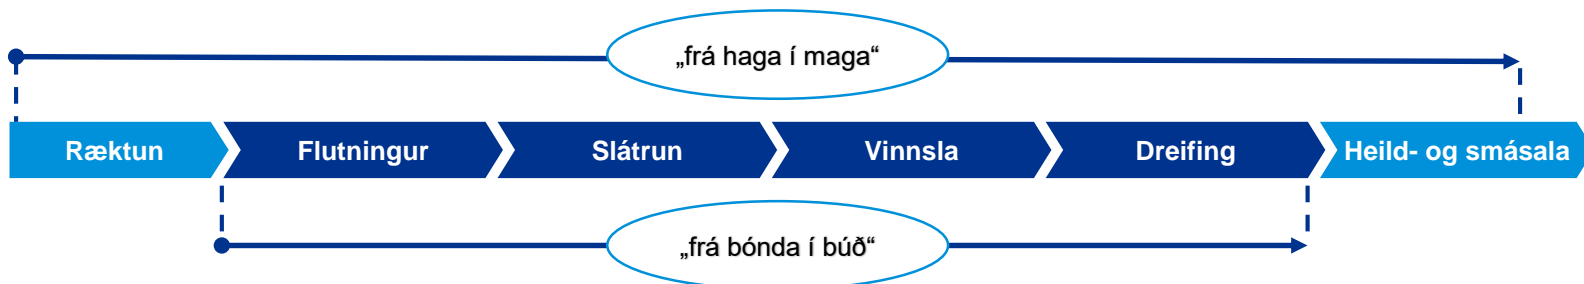 „frá haga í maga“
Ræktun
Flutningur
Slátrun
Vinnsla
Dreifing
Heild- og smásala
„frá bónda í búð“